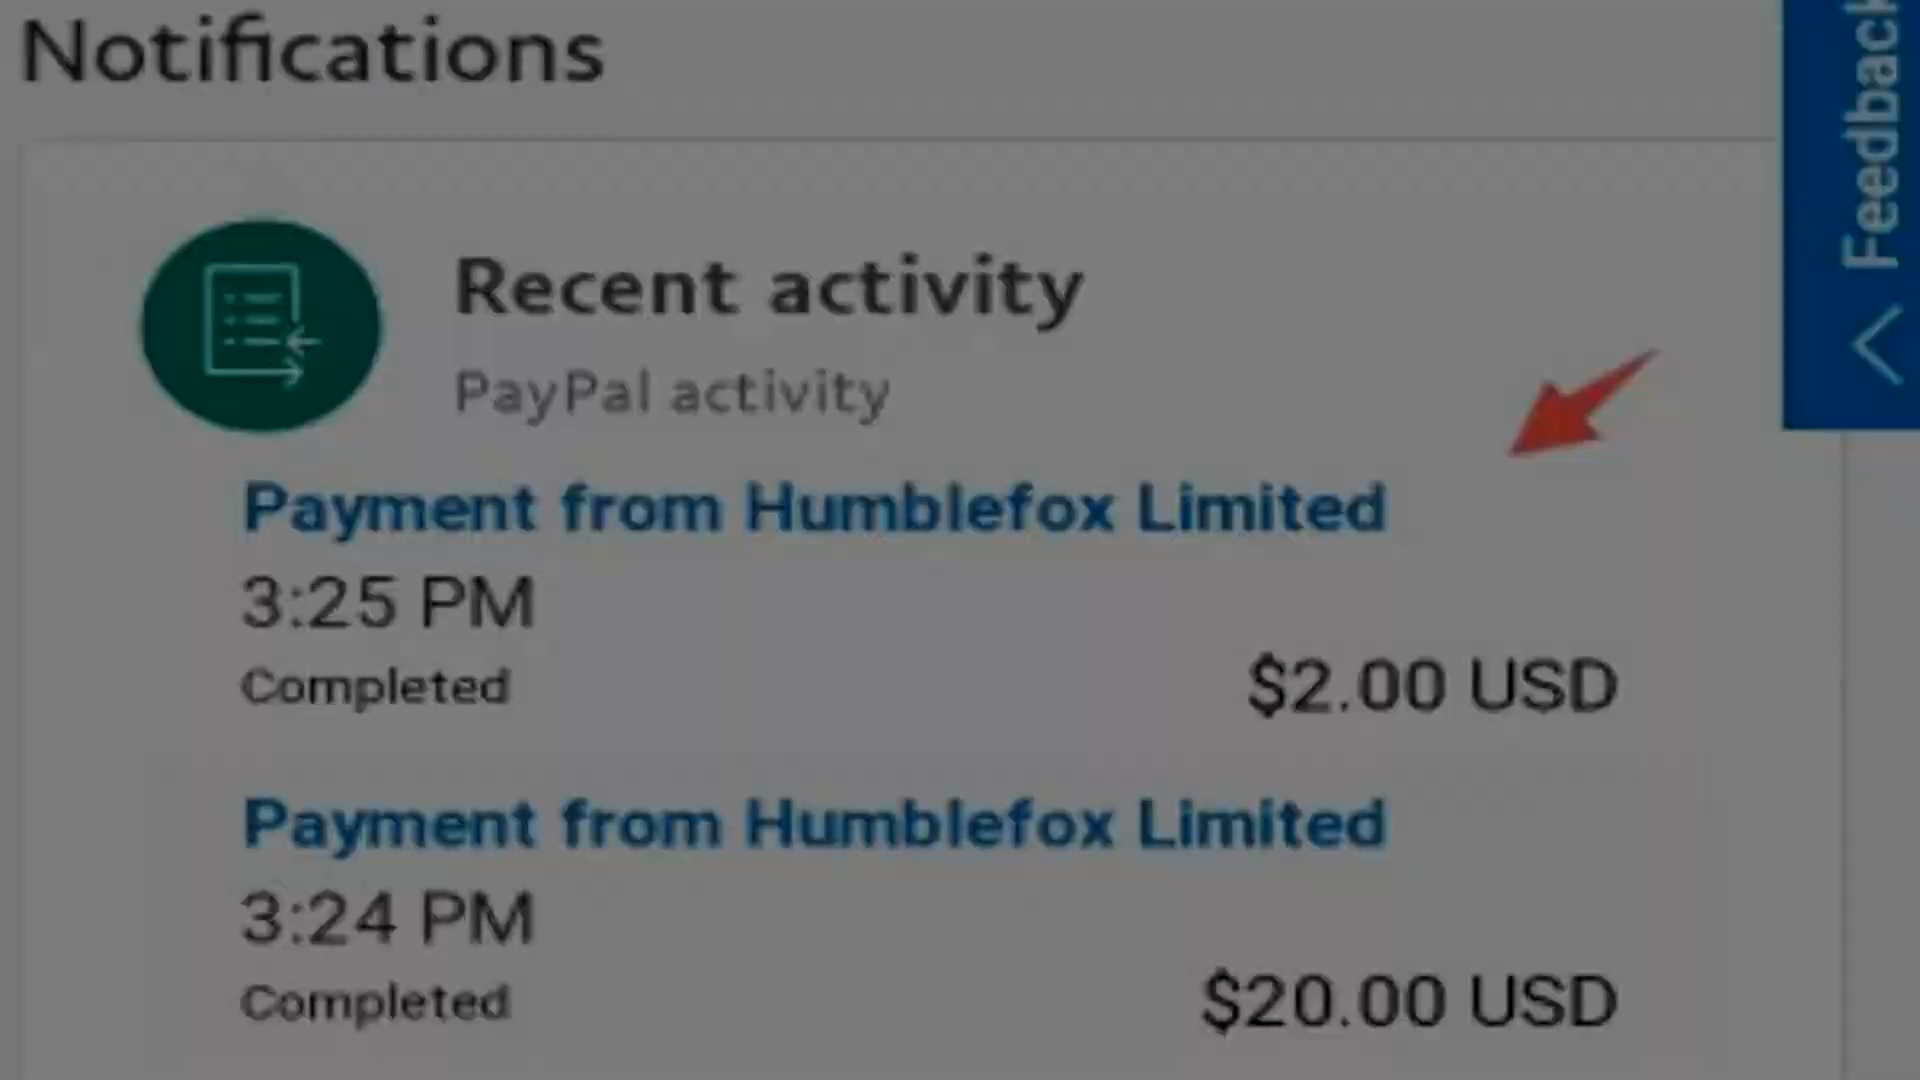 Notifications
Feedback
Recent activity
PayPal activity
Payment from Humblefox Limited
3:25 PM
Completed
$2.00 USD
Payment from Humblefox Limited
3:24 PM
Completed
$20.00 USD